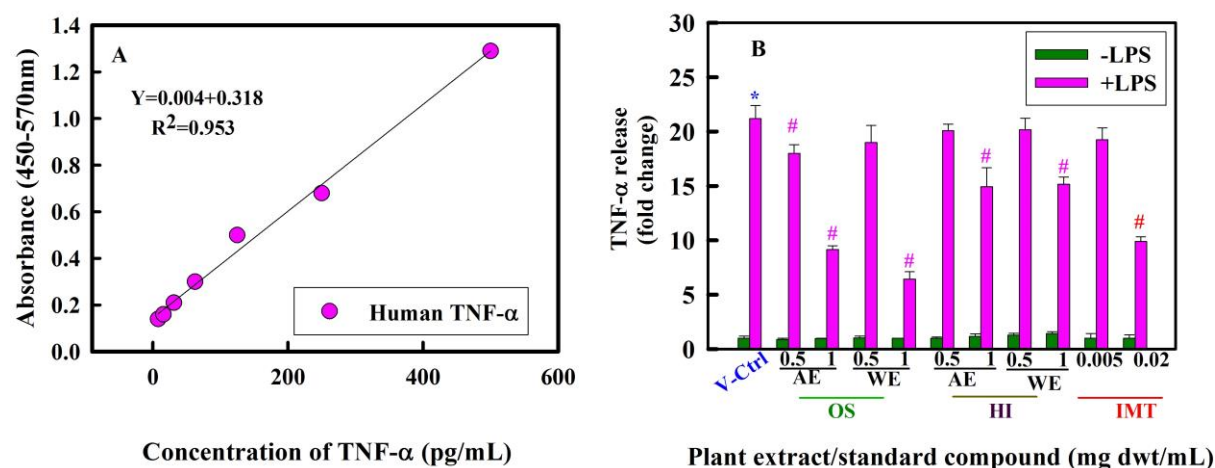 A
Y=0.004+0.318
R²=0.953
Absorbance (450-570nm)
1.4
1.2
1.0
0.8
0.6
0.4
0.2
0.0
Human TNF-α
0 200 400 600
Concentration of TNF-α (pg/mL)
B
-LPS
+LPS
TNF-α release
(fold change)
30
25
20
15
10
5
0
*
# # # # # #
V-Ctrl 0.5 1 0.5 1 0.5 1 0.5 1 0.005 0.02
AE WE AE WE
OS HI IMT
Plant extract/standard compound (mg dwt/mL)